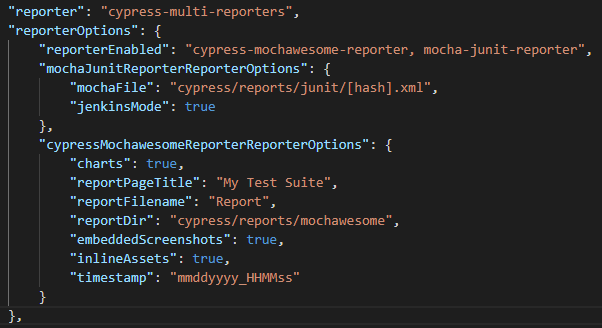 "reporter": "cypress-multi-reporters",
"reporterOptions": {
    "reporterEnabled": "cypress-mochawesome-reporter, mocha-junit-reporter",
    "mochaJunitReporterReporterOptions": {
        "mochaFile": "cypress/reports/junit/[hash].xml",
        "jenkinsMode": true
    },
    "cypressMochawesomeReporterReporterOptions": {
        "charts": true,
        "reportPageTitle": "My Test Suite",
        "reportFilename": "Report",
        "reportDir": "cypress/reports/mochawesome",
        "embeddedScreenshots": true,
        "inlineAssets": true,
        "timestamp": "mmddyyyy_HHMMss"
    }
},